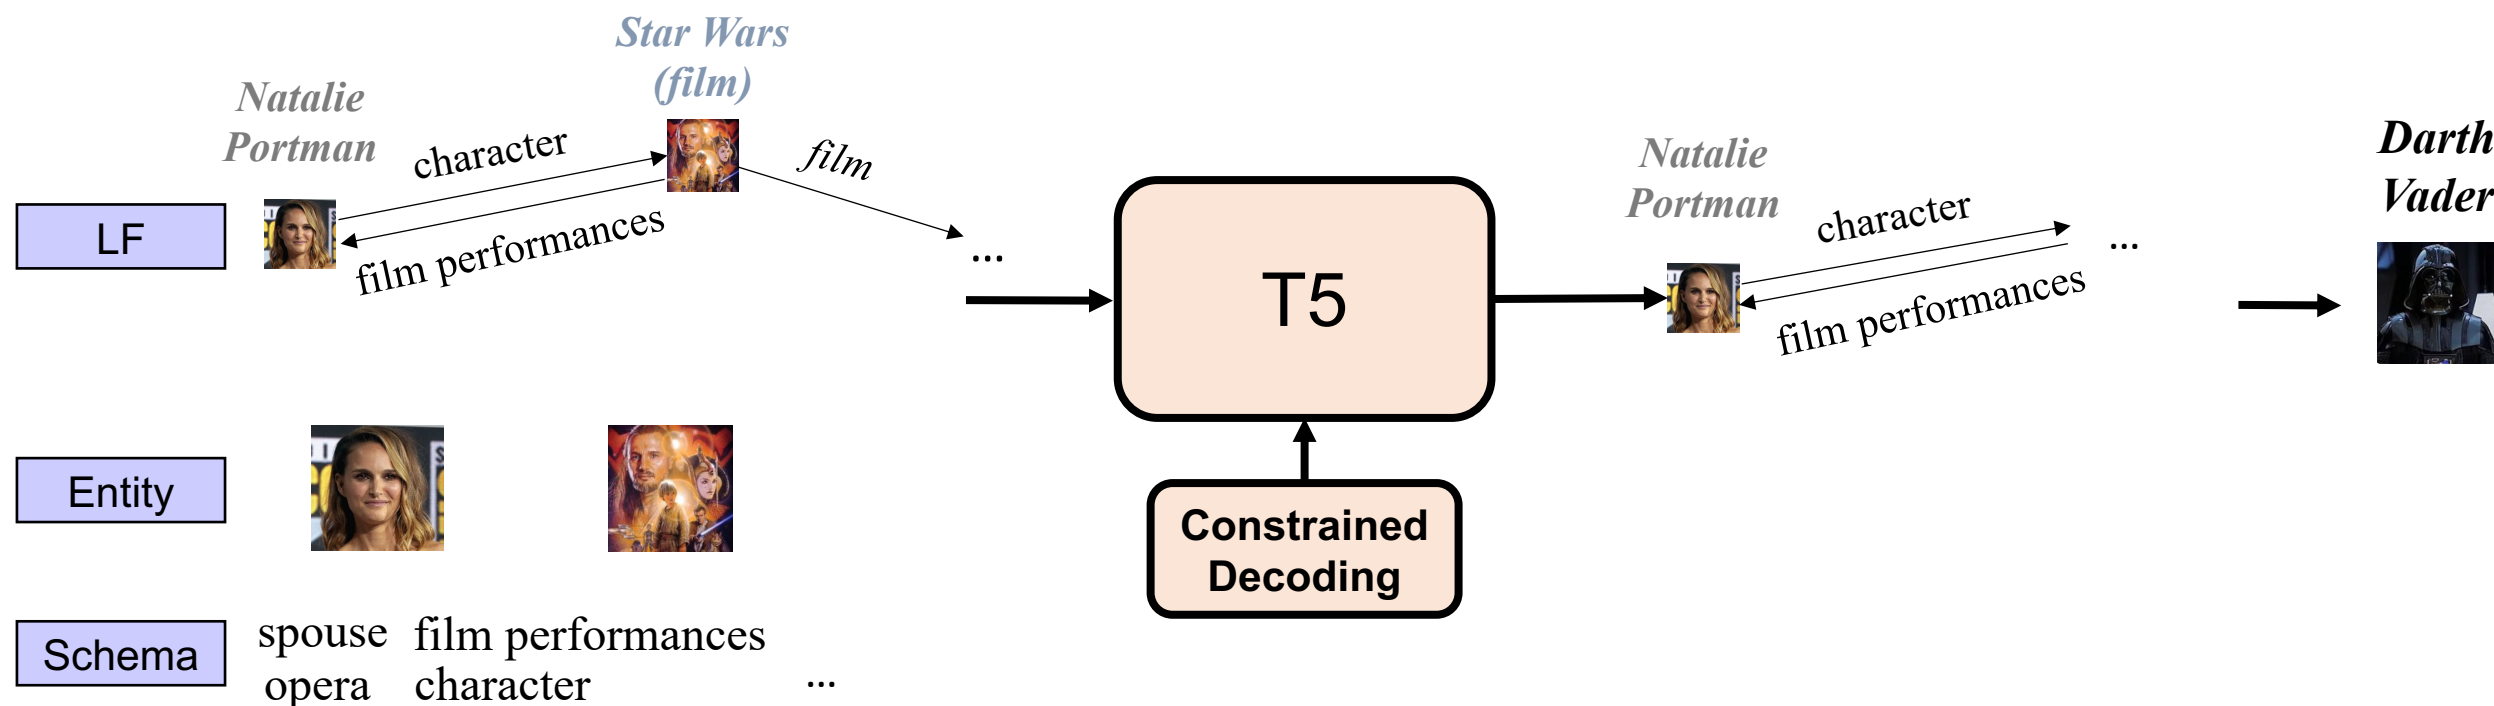 Star Wars
(film)
Natalie
Portman
character
film
film performances
...
LF
T5
Natalie
Portman
character
film performances
...
Darth
Vader
Entity
Constrained
Decoding
Schema
spouse
film performances
opera
character
...